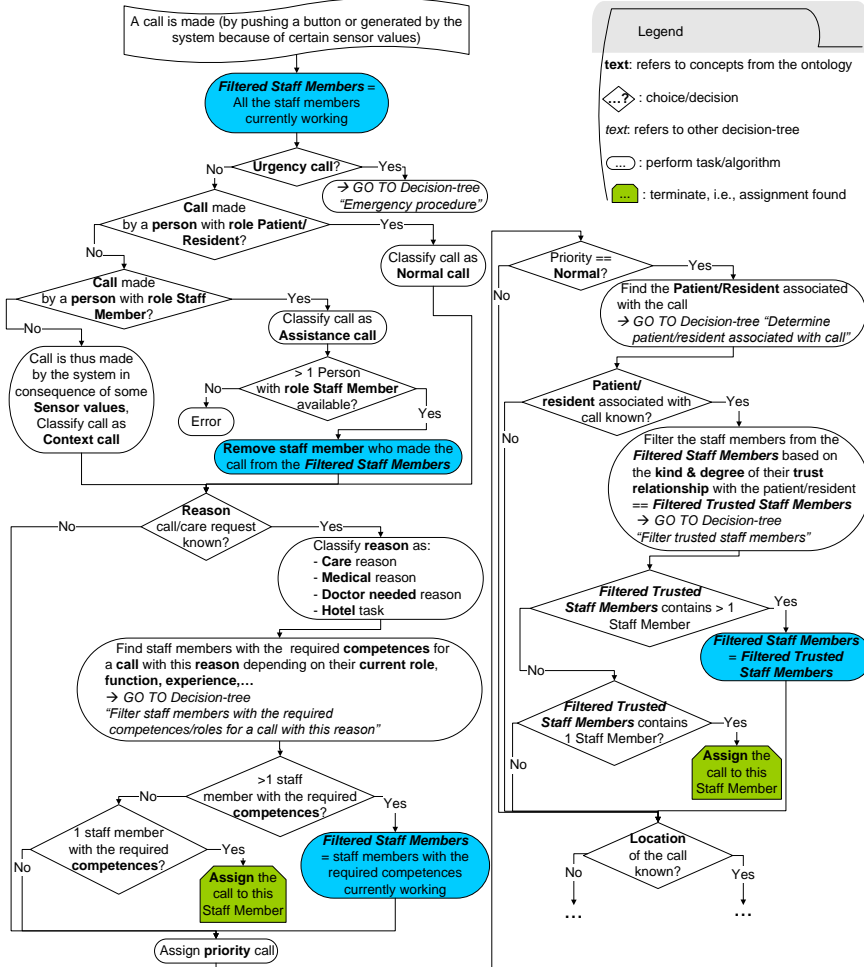 A call is made (by pushing a button or generated by the
system because of certain sensor values)
Filtered Staff Members =
All the staff members
currently working
Urgency call?
No
Yes
→ GO TO Decision-tree
“Emergency procedure”
Call made
by a person with role Patient/
Resident?
No
Yes
Classify call as
Normal call
Call made
by a person with role Staff
Member?
No
Yes
Classify call as
Assistance call
Call is thus made
by the system in
consequence of some
Sensor values,
Classify call as
Context call
> 1 Person
with role Staff Member
available?
No
Error
Yes
Remove staff member who made the
call from the Filtered Staff Members
Reason
call/care request
known?
No
Yes
Classify reason as:
- Care reason
- Medical reason
- Doctor needed reason
- Hotel task
Find staff members with the required competences for
a call with this reason depending on their current role,
function, experience,…
→ GO TO Decision-tree
“Filter staff members with the required
competences/roles for a call with this reason”
>1 staff
member with the required
competences?
No
Yes
1 staff member
with the required
competences?
No
Yes
Assign the
call to this
Staff Member
Filtered Staff Members
= staff members with the
required competences
currently working
Assign priority call
Legend
text: refers to concepts from the ontology
...? : choice/decision
text: refers to other decision-tree
... : perform task/algorithm
... : terminate, i.e., assignment found
Priority ==
Normal?
No
Yes
Find the Patient/Resident associated
with the call
→ GO TO Decision-tree “Determine
patient/resident associated with call”
Patient/
resident associated with
call known?
No
Yes
Filter the staff members from the
Filtered Staff Members based on
the kind & degree of their trust
relationship with the patient/resident
== Filtered Trusted Staff Members
→ GO TO Decision-tree
“Filter trusted staff members”
Filtered Trusted
Staff Members contains > 1
Staff Member
No
Yes
Filtered Staff Members
= Filtered Trusted
Staff Members
Filtered Trusted
Staff Members contains
1 Staff Member?
No
Yes
Assign the
call to this
Staff Member
Location
of the call
known?
No
Yes
...
...